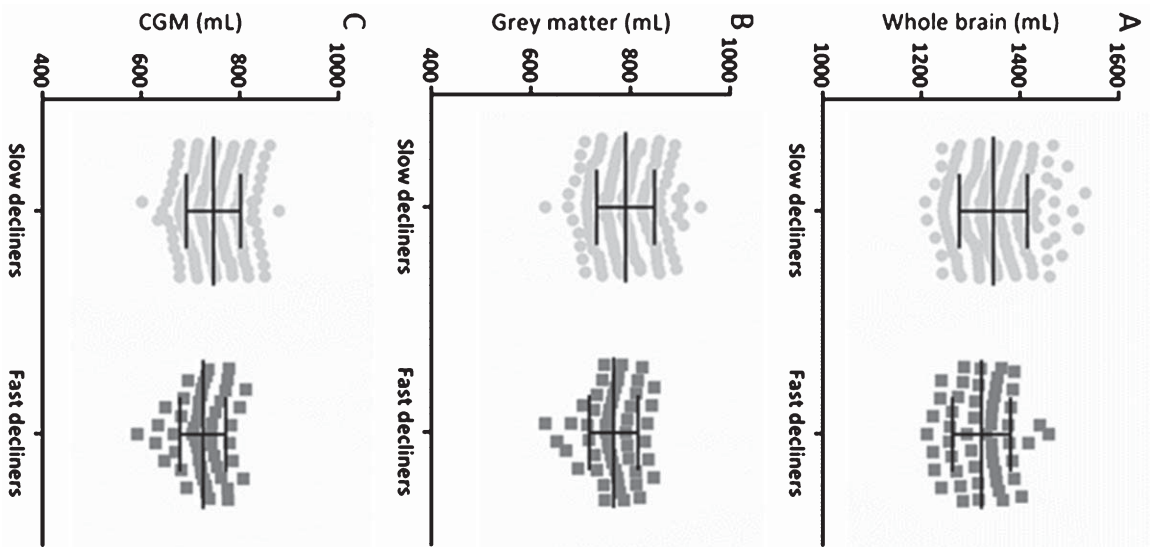 A
Whole brain (mL)
1600
1400
1200
1000
Slow decliners
Fast decliners
B
Grey matter (mL)
1000
800
600
400
Slow decliners
Fast decliners
C
CGM (mL)
1000
800
600
400
Slow decliners
Fast decliners